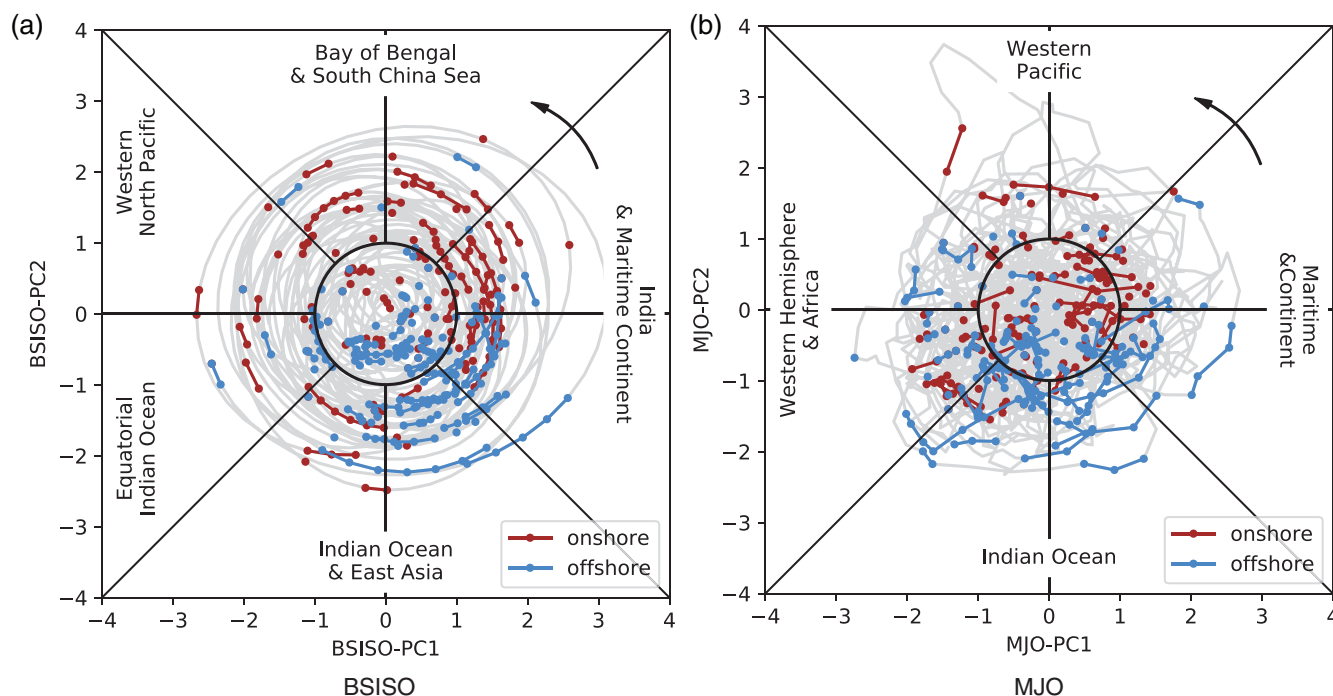 (a)
4
3
2
1
0
−1
−2
−3
−4
BSISO-PC2
Bay of Bengal
& South China Sea
Western
North Pacific
Equatorial
Indian Ocean
India
& Maritime Continent
Indian Ocean
& East Asia
onshore
offshore
−4
−3
−2
−1
0
1
2
3
4
BSISO-PC1
BSISO
(b)
4
3
2
1
0
−1
−2
−3
−4
MJO-PC2
Western
Pacific
Western Hemisphere
& Africa
Maritime
&Continent
Indian Ocean
onshore
offshore
−4
−3
−2
−1
0
1
2
3
4
MJO-PC1
MJO